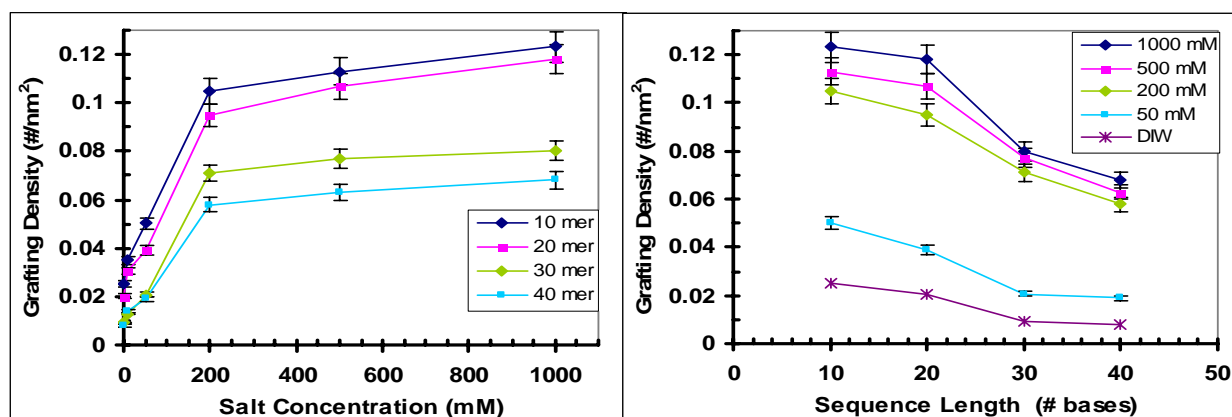 0.12
0.1
0.08
0.06
0.04
0.02
0
Grafting Density (#/nm²)
0 200 400 600 800 1000
Salt Concentration (mM)
10 mer
20 mer
30 mer
40 mer
0.12
0.1
0.08
0.06
0.04
0.02
0
Grafting Density (#/nm²)
0 10 20 30 40 50
Sequence Length (# bases)
1000 mM
500 mM
200 mM
50 mM
DIW